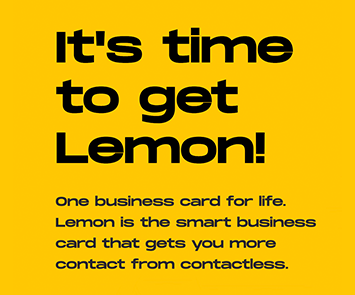 It's time
to get
Lemon!
One business card for life.
Lemon is the smart business
card that gets you more
contact from contactless.